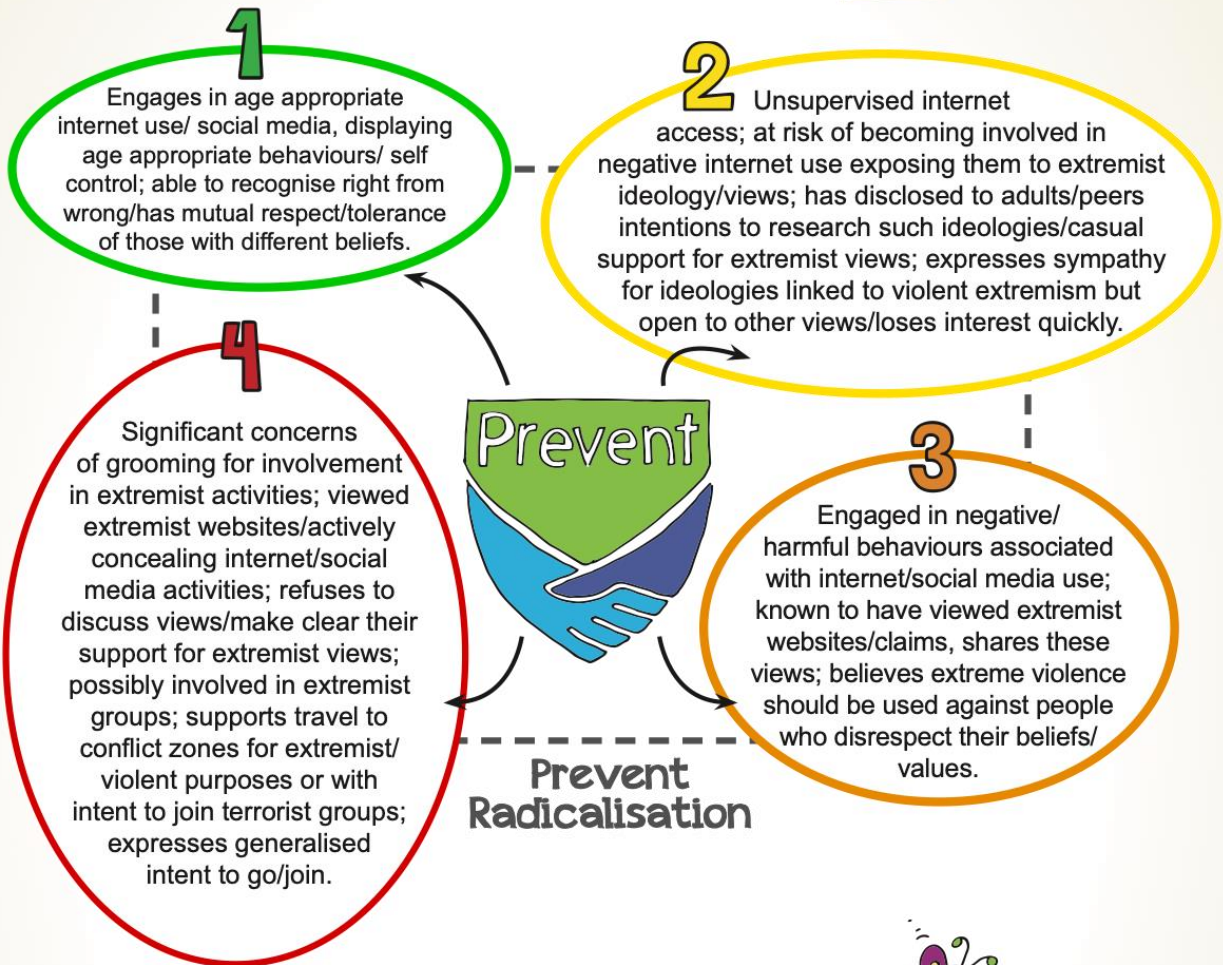 1
Engages in age appropriate
internet use/ social media, displaying
age appropriate behaviours/ self
control; able to recognise right from
wrong/has mutual respect/tolerance
of those with different beliefs.
2
Unsupervised internet
access; at risk of becoming involved in
negative internet use exposing them to extremist
ideology/views; has disclosed to adults/peers
intentions to research such ideologies/casual
support for extremist views; expresses sympathy
for ideologies linked to violent extremism but
open to other views/loses interest quickly.
3
Engaged in negative/
harmful behaviours associated
with internet/social media use;
known to have viewed extremist
websites/claims, shares these
views; believes extreme violence
should be used against people
who disrespect their beliefs/
values.
4
Significant concerns
of grooming for involvement
in extremist activities; viewed
extremist websites/actively
concealing internet/social
media activities; refuses to
discuss views/make clear their
support for extremist views;
possibly involved in extremist
groups; supports travel to
conflict zones for extremist/
violent purposes or with
intent to join terrorist groups;
expresses generalised
intent to go/join.
Prevent
Prevent
Radicalisation